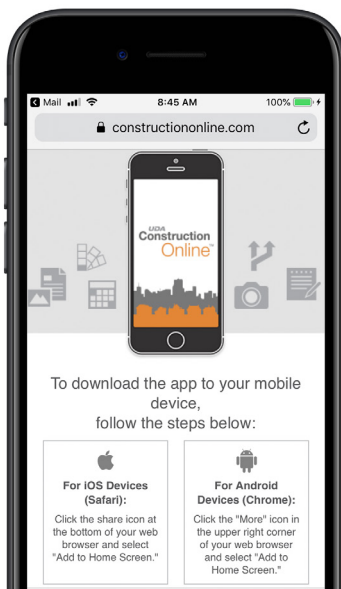 Mail 8:45 AM 100%
constructiononline.com
UDA
Construction
Online™
To download the app to your mobile
device,
follow the steps below:
For iOS Devices
(Safari):
Click the share icon at
the bottom of your web
browser and select
"Add to Home Screen."
For Android
Devices (Chrome):
Click the "More" icon in
the upper right corner
of your web browser
and select "Add to
Home Screen."